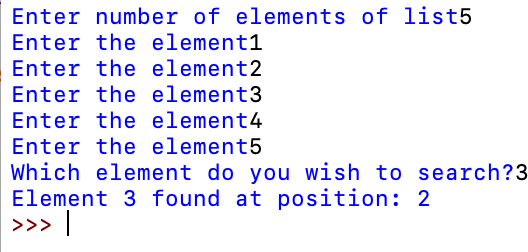 Enter number of elements of list5
Enter the element1
Enter the element2
Enter the element3
Enter the element4
Enter the element5
Which element do you wish to search?3
Element 3 found at position: 2
>>>